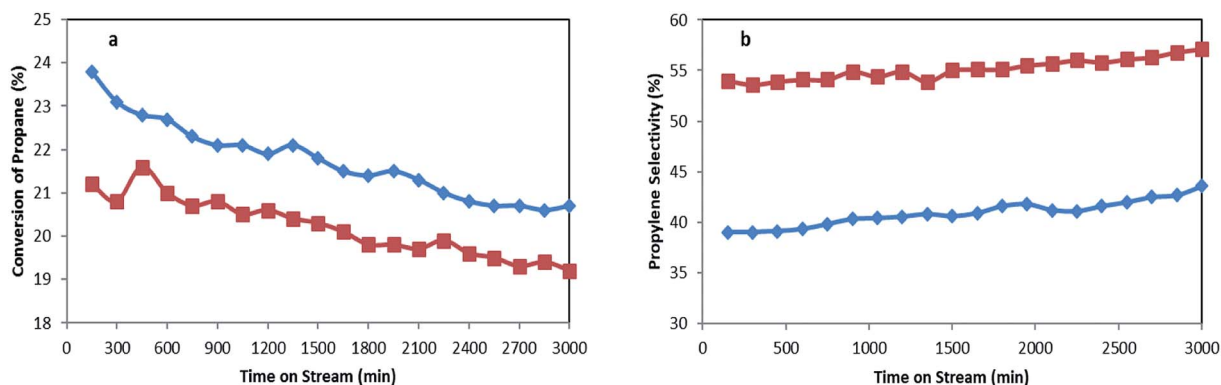 a
25
24
23
22
21
20
19
18
Conversion of Propane (%)
0 300 600 900 1200 1500 1800 2100 2400 2700 3000
Time on Stream (min)
b
60
55
50
45
40
35
30
Propylene Selectivity (%)
0 500 1000 1500 2000 2500 3000
Time on Stream (min)